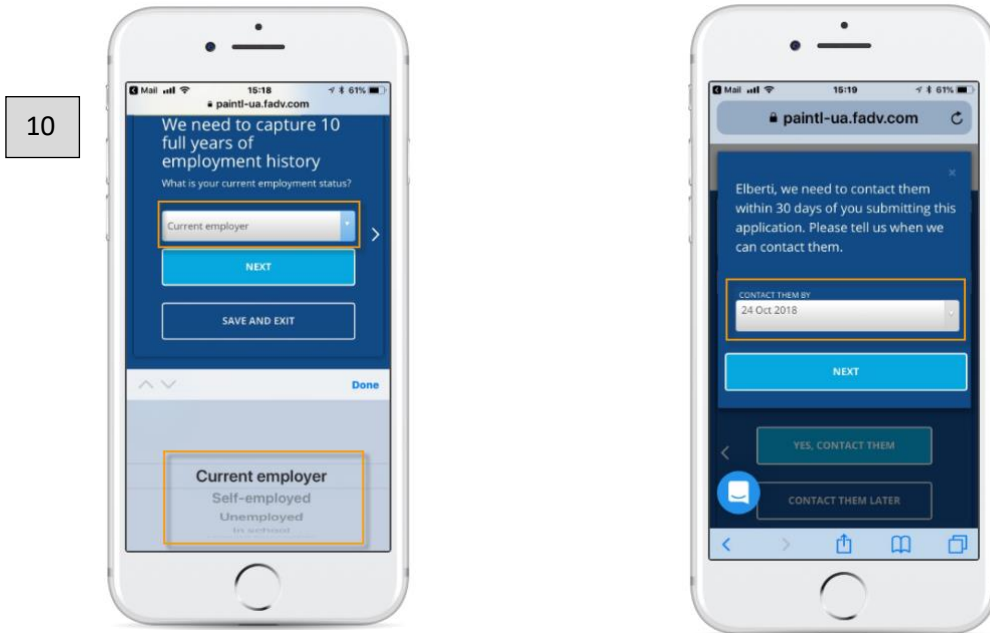 10
Mail 15:18 61%
paintl-ua.fadv.com
We need to capture 10
full years of
employment history
What is your current employment status?
Current employer
NEXT
SAVE AND EXIT
Done
Current employer
Self-employed
Unemployed
In school
Mail 15:19 61%
paintl-ua.fadv.com
Elberti, we need to contact them
within 30 days of you submitting this
application. Please tell us when we
can contact them.
CONTACT THEM BY
24 Oct 2018
NEXT
YES, CONTACT THEM
CONTACT THEM LATER